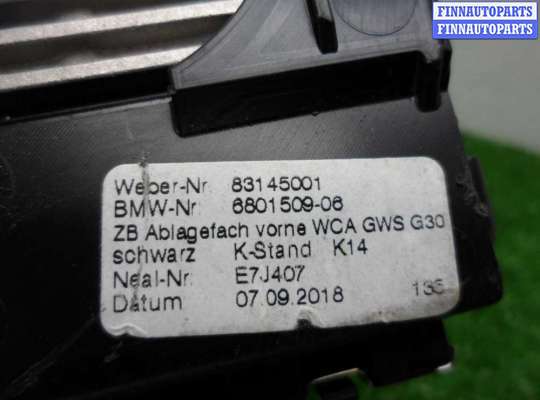 FINNAUTOPARTS
FINNAUTOPARTS
Weber-Nr. 83145001
BMW-Nr 6801509-06
ZB Ablagefach vorne WCA GWS G30
schwarz K-Stand K14
Neal-Nr: E7J407
Datum 07.09.2018 135